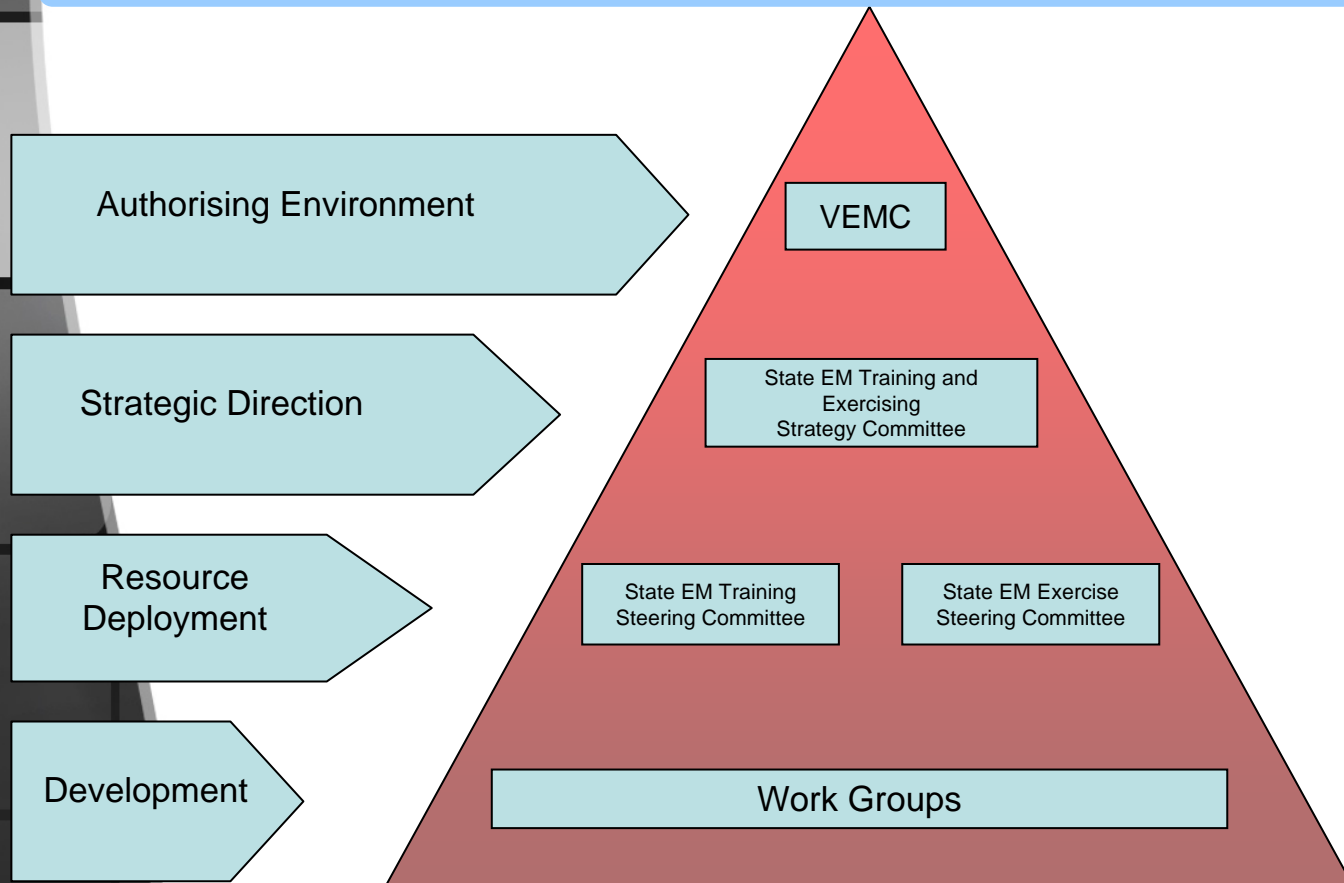 Authorising Environment
VEMC
Strategic Direction
State EM Training and
Exercising
Strategy Committee
Resource
Deployment
State EM Training
Steering Committee
State EM Exercise
Steering Committee
Development
Work Groups